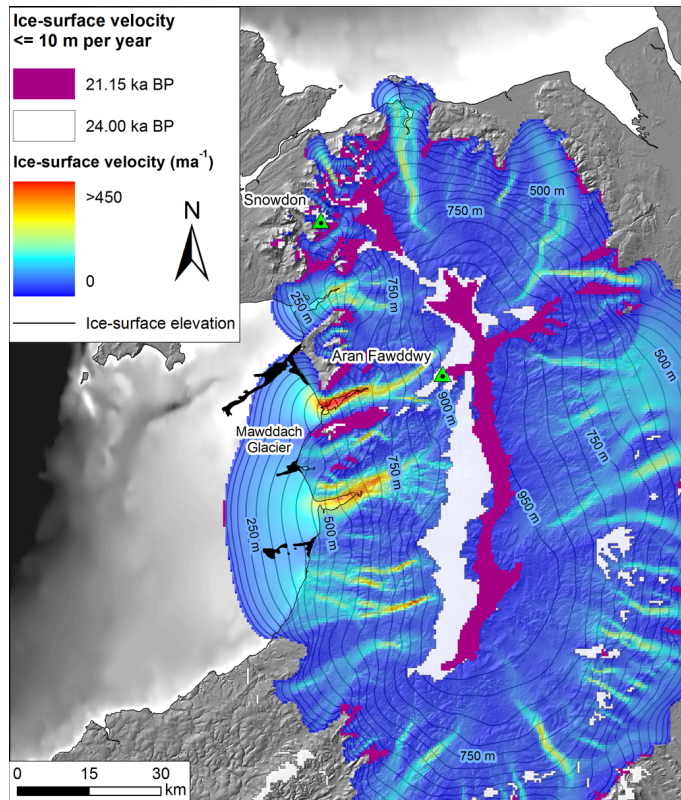 Ice-surface velocity
<= 10 m per year
21.15 ka BP
24.00 ka BP
Ice-surface velocity (ma⁻¹)
>450
0
N
Ice-surface elevation
Snowdon
500 m
750 m
250 m
750 m
Aran Fawddwy
500 m
900 m
Mawddach
Glacier
750 m
750 m
950 m
250 m
500 m
750 m
0 15 30
km